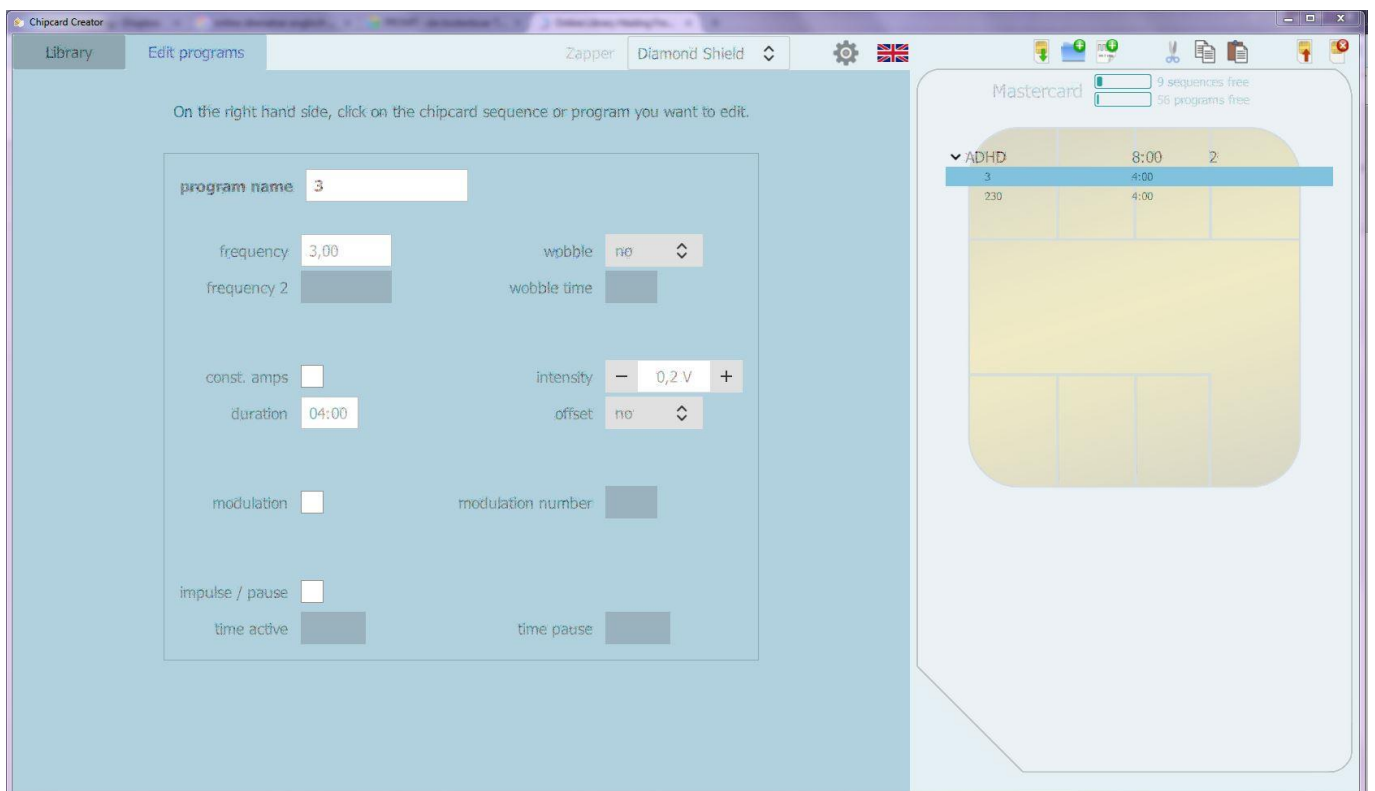 Chipcard Creator
Library
Edit programs
Zapper
Diamond Shield
On the right hand side, click on the chipcard sequence or program you want to edit.
program name 3
frequency 3,00
wobble no
frequency 2
wobble time
const. amps
intensity − 0,2 V +
duration 04:00
offset no
modulation
modulation number
impulse / pause
time active
time pause
Mastercard
9 sequences free
56 programs free
ADHD 8:00 2
3 4:00
230 4:00